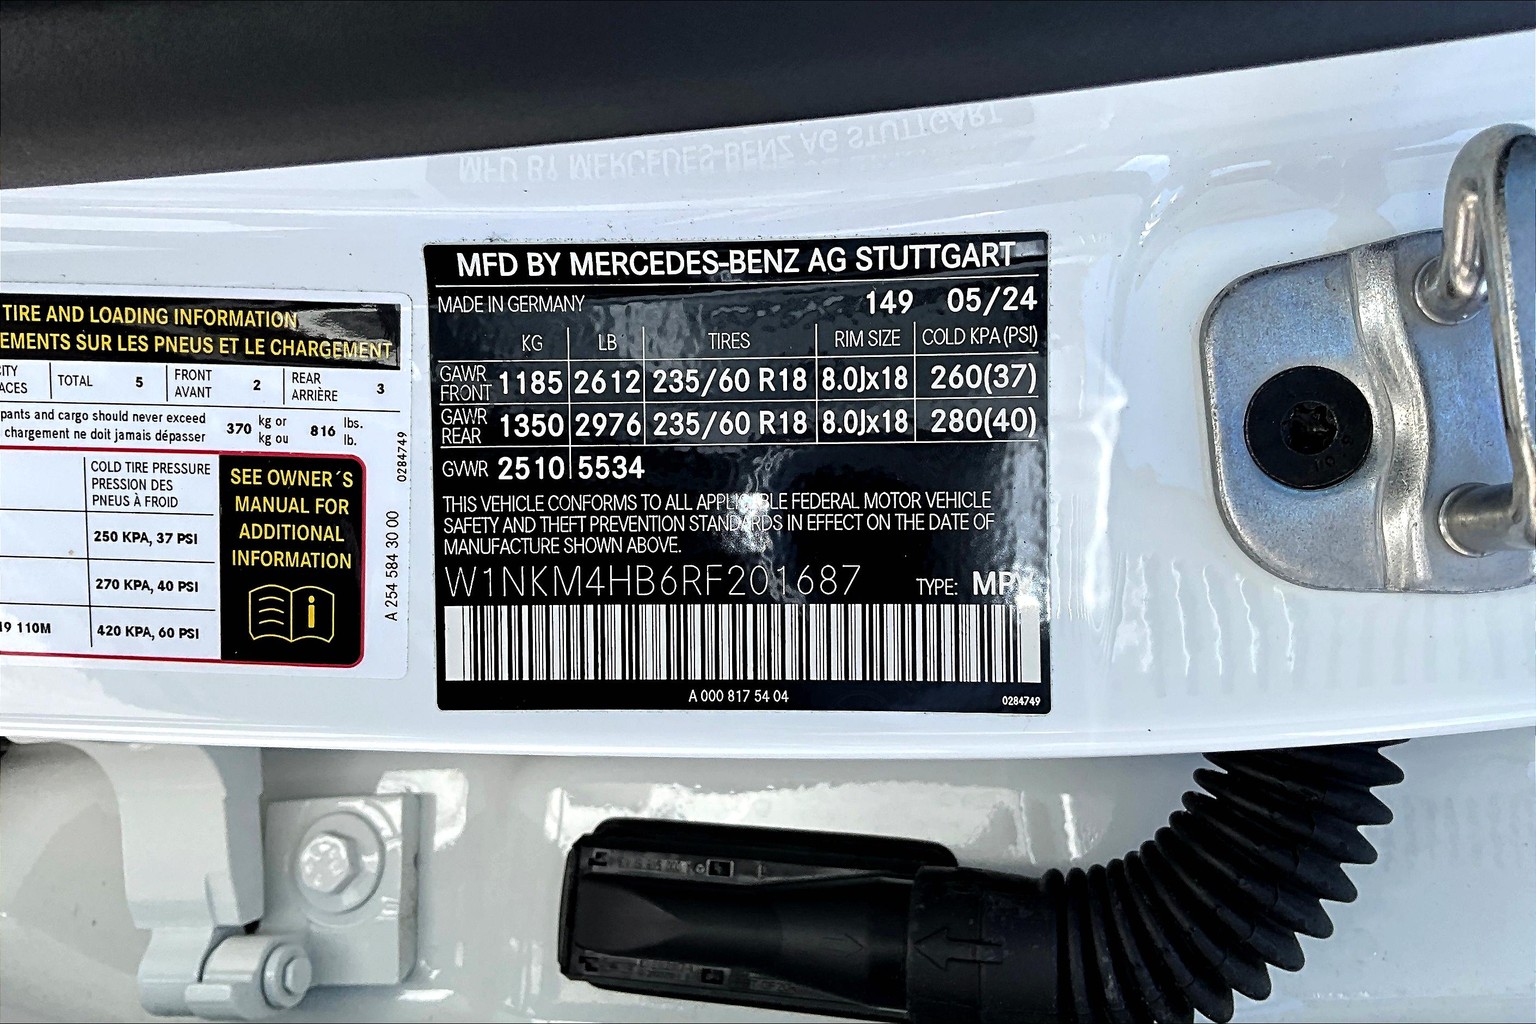 TIRE AND LOADING INFORMATION
EMENTS SUR LES PNEUS ET LE CHARGEMENT
TOTAL 5 FRONT AVANT 2 REAR ARRIÈRE 3
pants and cargo should never exceed
chargement ne doit jamais dépasser
370 kg or kg ou 816 lbs. lb.
COLD TIRE PRESSURE
PRESSION DES
PNEUS À FROID
250 KPA, 37 PSI
270 KPA, 40 PSI
110M 420 KPA, 60 PSI
SEE OWNER´S
MANUAL FOR
ADDITIONAL
INFORMATION
0284749
A 254 584 30 00
MFD BY MERCEDES-BENZ AG STUTTGART
MADE IN GERMANY 149 05/24
KG LB TIRES RIM SIZE COLD KPA(PSI)
GAWR FRONT 1185 2612 235/60 R18 8.0Jx18 260(37)
GAWR REAR 1350 2976 235/60 R18 8.0Jx18 280(40)
GVWR 2510 5534
THIS VEHICLE CONFORMS TO ALL APPLICABLE FEDERAL MOTOR VEHICLE
SAFETY AND THEFT PREVENTION STANDARDS IN EFFECT ON THE DATE OF
MANUFACTURE SHOWN ABOVE.
W1NKM4HB6RF201687 TYPE: MPV
A 000 817 54 04
0284749